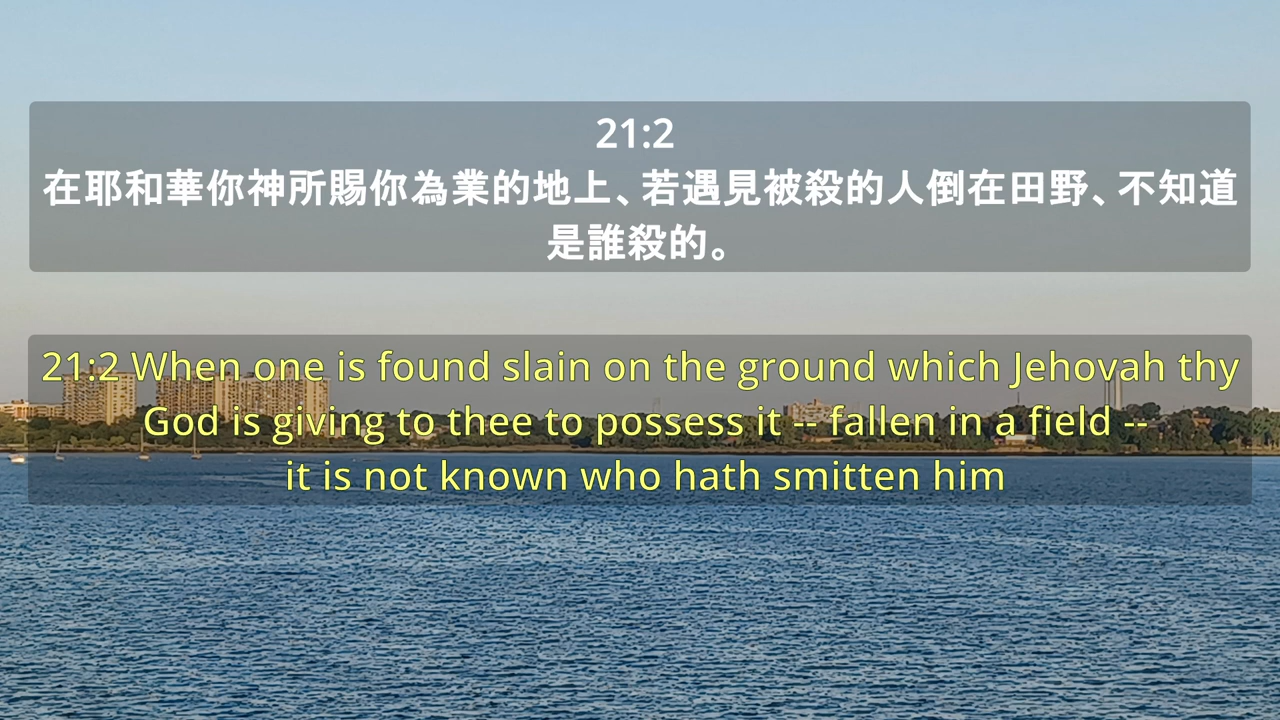 21:2
在耶和華你神所賜你為業的地上、若遇見被殺的人倒在田野、不知道
是誰殺的。
21:2 When one is found slain on the ground which Jehovah thy
God is giving to thee to possess it -- fallen in a field --
it is not known who hath smitten him